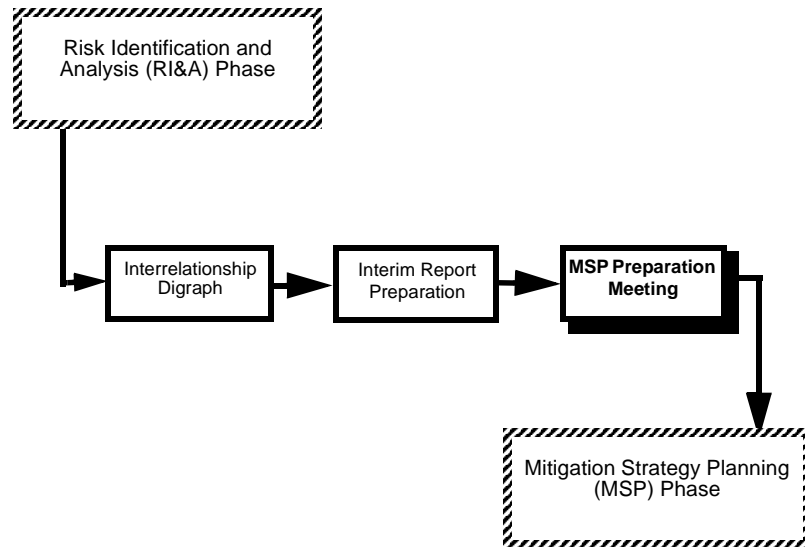 Risk Identification and
Analysis (RI&A) Phase
Interrelationship
Digraph
Interim Report
Preparation
MSP Preparation
Meeting
Mitigation Strategy Planning
(MSP) Phase